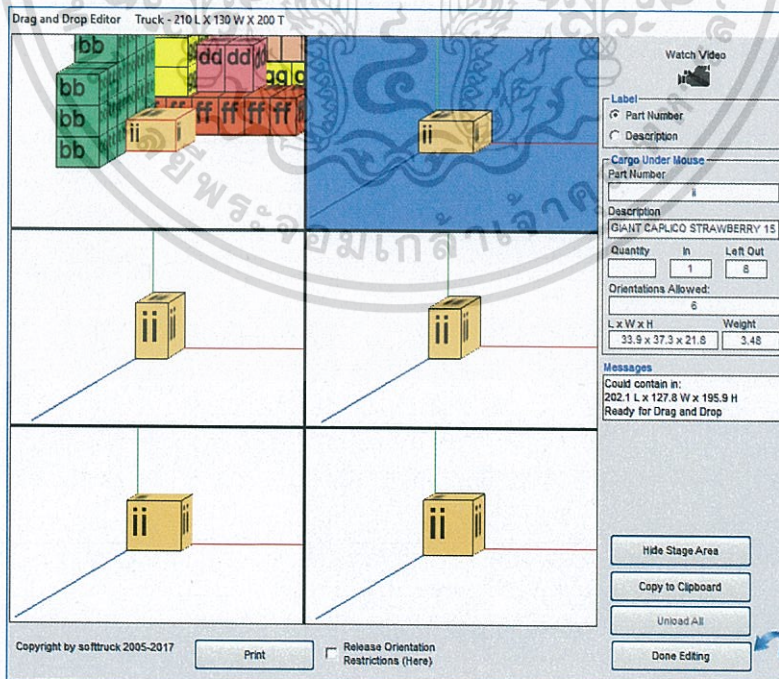 Drag and Drop Editor Truck - 210 L X 130 W X 200 T
bb
bb
bb
bb
dd dd
ff ff ff ff
ii i
ii
ii
ii
ii
ii
Watch Video
Label
Part Number
Description
Cargo Under Mouse
Part Number
ii
Description
GIANT CAPLICO STRAWBERRY 15
Quantity In Left Out
1 8
Orientations Allowed:
6
L x W x H Weight
33.9 x 37.3 x 21.8 3.48
Messages
Could contain in:
202.1 L x 127.8 W x 195.9 H
Ready for Drag and Drop
Hide Stage Area
Copy to Clipboard
Unload All
Done Editing
Copyright by softtruck 2005-2017
Print
Release Orientation
Restrictions (Here)